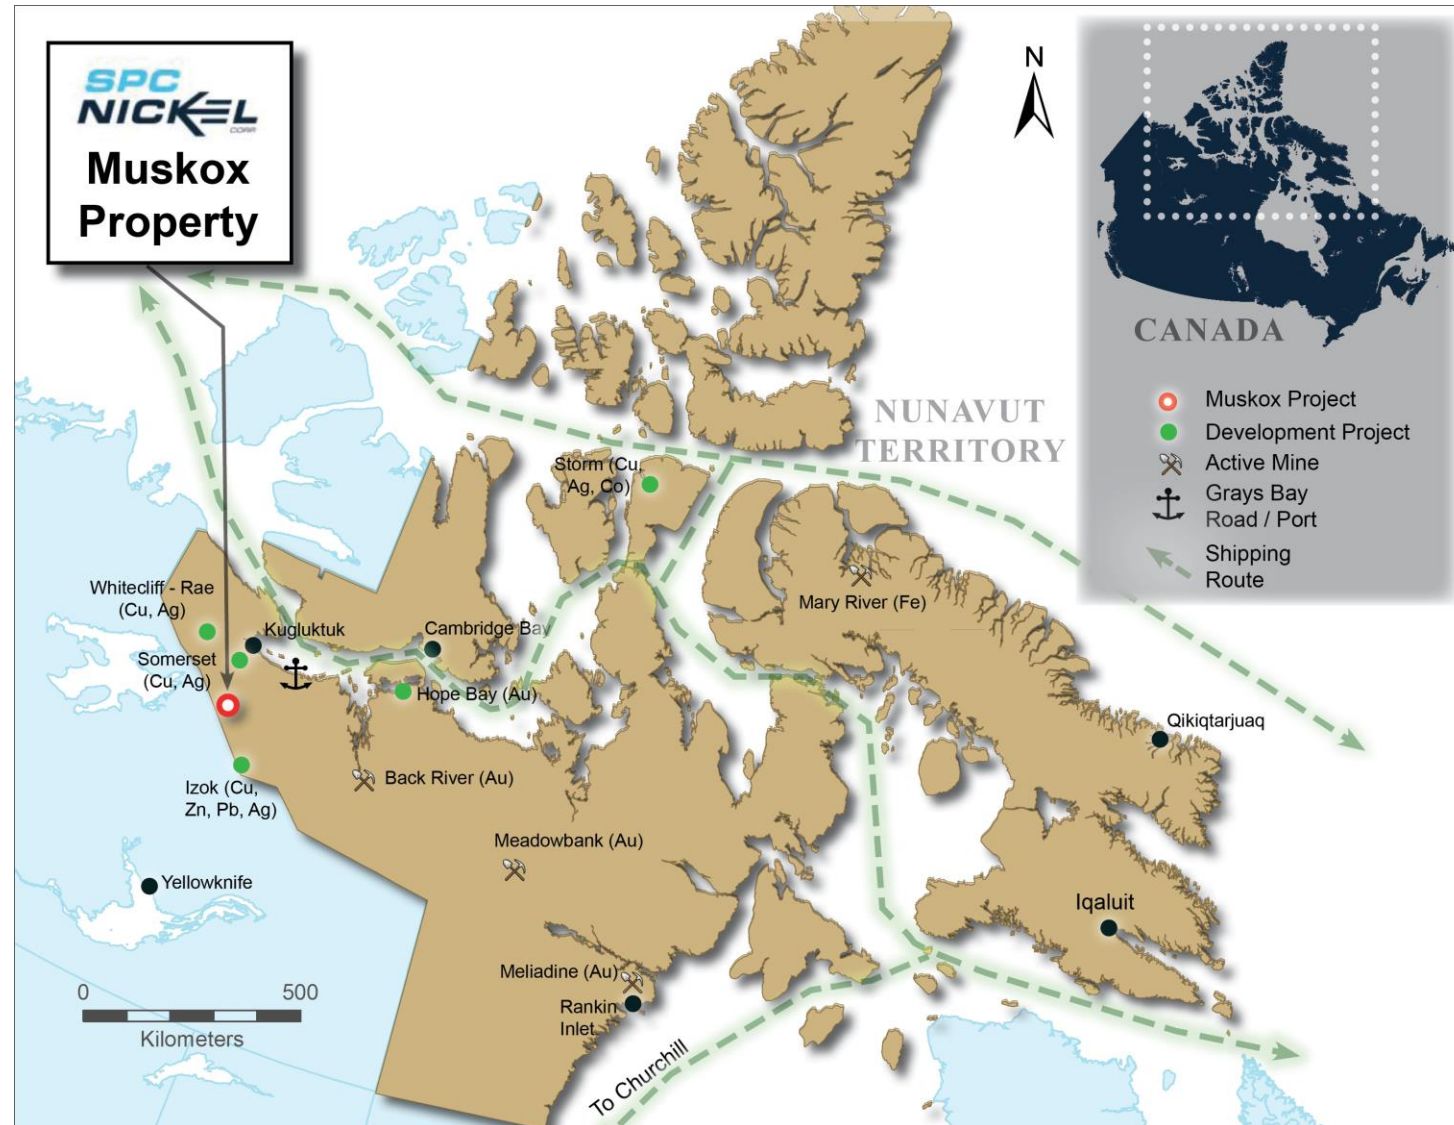 SPC
NICKEL
CORP
Muskox
Property
N
CANADA
Muskox Project
Development Project
Active Mine
Grays Bay
Road / Port
Shipping
Route
NUNAVUT
TERRITORY
Storm (Cu,
Ag, Co)
Mary River (Fe)
Whitecliff - Rae
(Cu, Ag)
Kugluktuk
Cambridge Bay
Somerset
(Cu, Ag)
Hope Bay (Au)
Qikiqtarjuaq
Izok (Cu,
Zn, Pb, Ag)
Back River (Au)
Meadowbank (Au)
Yellowknife
Iqaluit
Meliadine (Au)
Rankin
Inlet
0 500
Kilometers
To Churchill